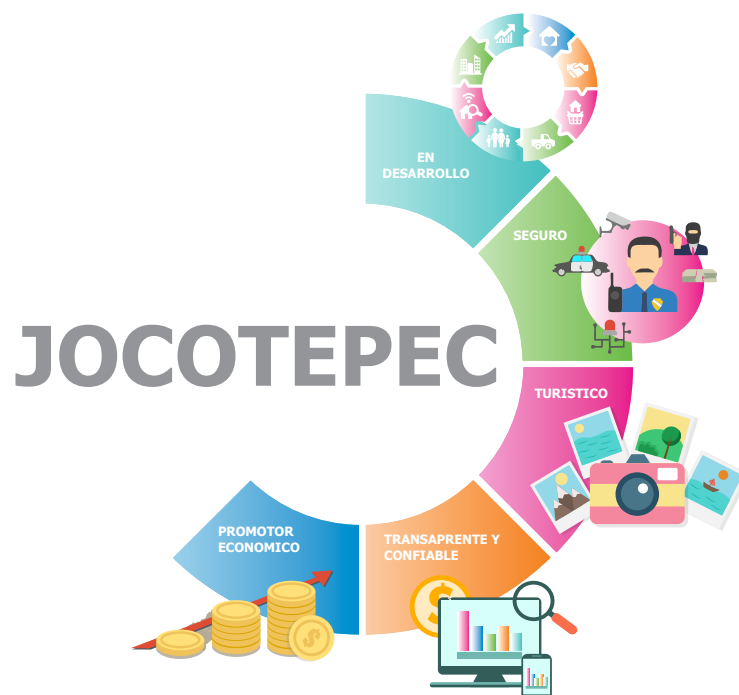 EN
DESARROLLO
SEGURO
JOCOTEPEC
TURISTICO
TRANSAPRENTE Y
CONFIABLE
PROMOTOR
ECONOMICO